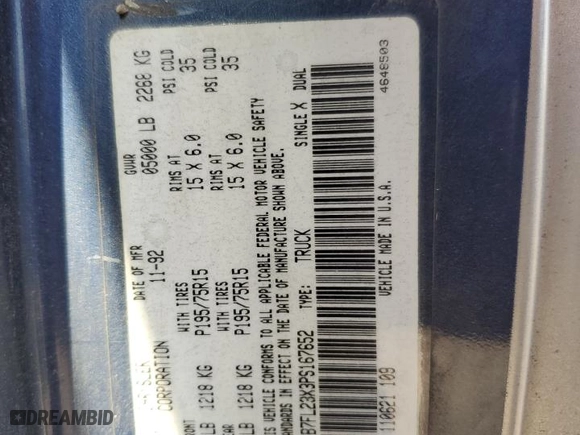 CORPORATION
DATE OF MFR GVWR
11-92 05000 LB 2268 KG
WITH TIRES RIMS AT PSI COLD
LB 1218 KG P195/75R15 15 X 6.0 35
WITH TIRES RIMS AT PSI COLD
LB 1218 KG P195/75R15 15 X 6.0 35
VEHICLE CONFORMS TO ALL APPLICABLE FEDERAL MOTOR VEHICLE SAFETY
STANDARDS IN EFFECT ON THE DATE OF MANUFACTURE SHOWN ABOVE.
B7FL23X3PS167652 TYPE: TRUCK SINGLE X DUAL
110621 109 VEHICLE MADE IN U.S.A. 4648503
DREAMBID